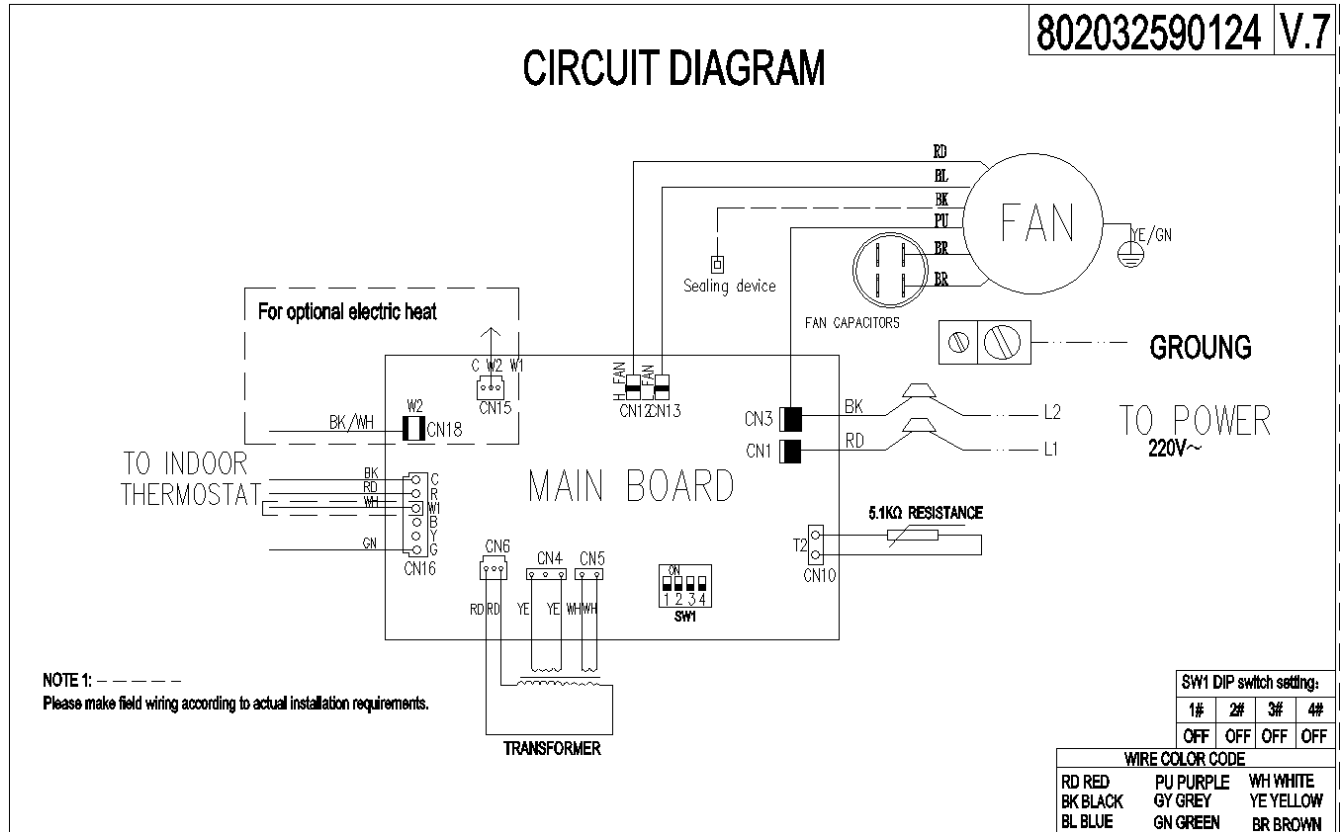 802032590124 V.7
CIRCUIT DIAGRAM
RD
BL
BK
PU
BR
BR
FAN
YE/GN
Sealing device
FAN CAPACITORS
For optional electric heat
GROUNG
C W2 W1
CN15
H FAN
FAN
CN12
CN13
W2
BK/WH
CN18
CN3
BK
L2
CN1
RD
L1
TO POWER
220V~
TO INDOOR
THERMOSTAT
BK C
RD R
WH W1
B
Y
GN G
CN16
MAIN BOARD
5.1KΩ RESISTANCE
T2
CN10
CN6
CN4
CN5
RD RD YE YE WH WH
ON
1 2 3 4
SW1
TRANSFORMER
NOTE 1: – – – – –
Please make field wiring according to actual installation requirements.
SW1 DIP switch setting:
1# 2# 3# 4#
OFF OFF OFF OFF
WIRE COLOR CODE
RD RED PU PURPLE WH WHITE
BK BLACK GY GREY YE YELLOW
BL BLUE GN GREEN BR BROWN